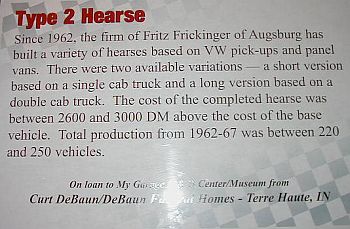 Type 2 Hearse
Since 1962, the firm of Fritz Frickinger of Augsburg has
built a variety of hearses based on VW pick-ups and panel
vans. There were two available variations — a short version
based on a single cab truck and a long version based on a
double cab truck. The cost of the completed hearse was
between 2600 and 3000 DM above the cost of the base
vehicle. Total production from 1962-67 was between 220
and 250 vehicles.
On loan to My Center/Museum from
Curt DeBaun/DeBaun Homes - Terre Haute, IN